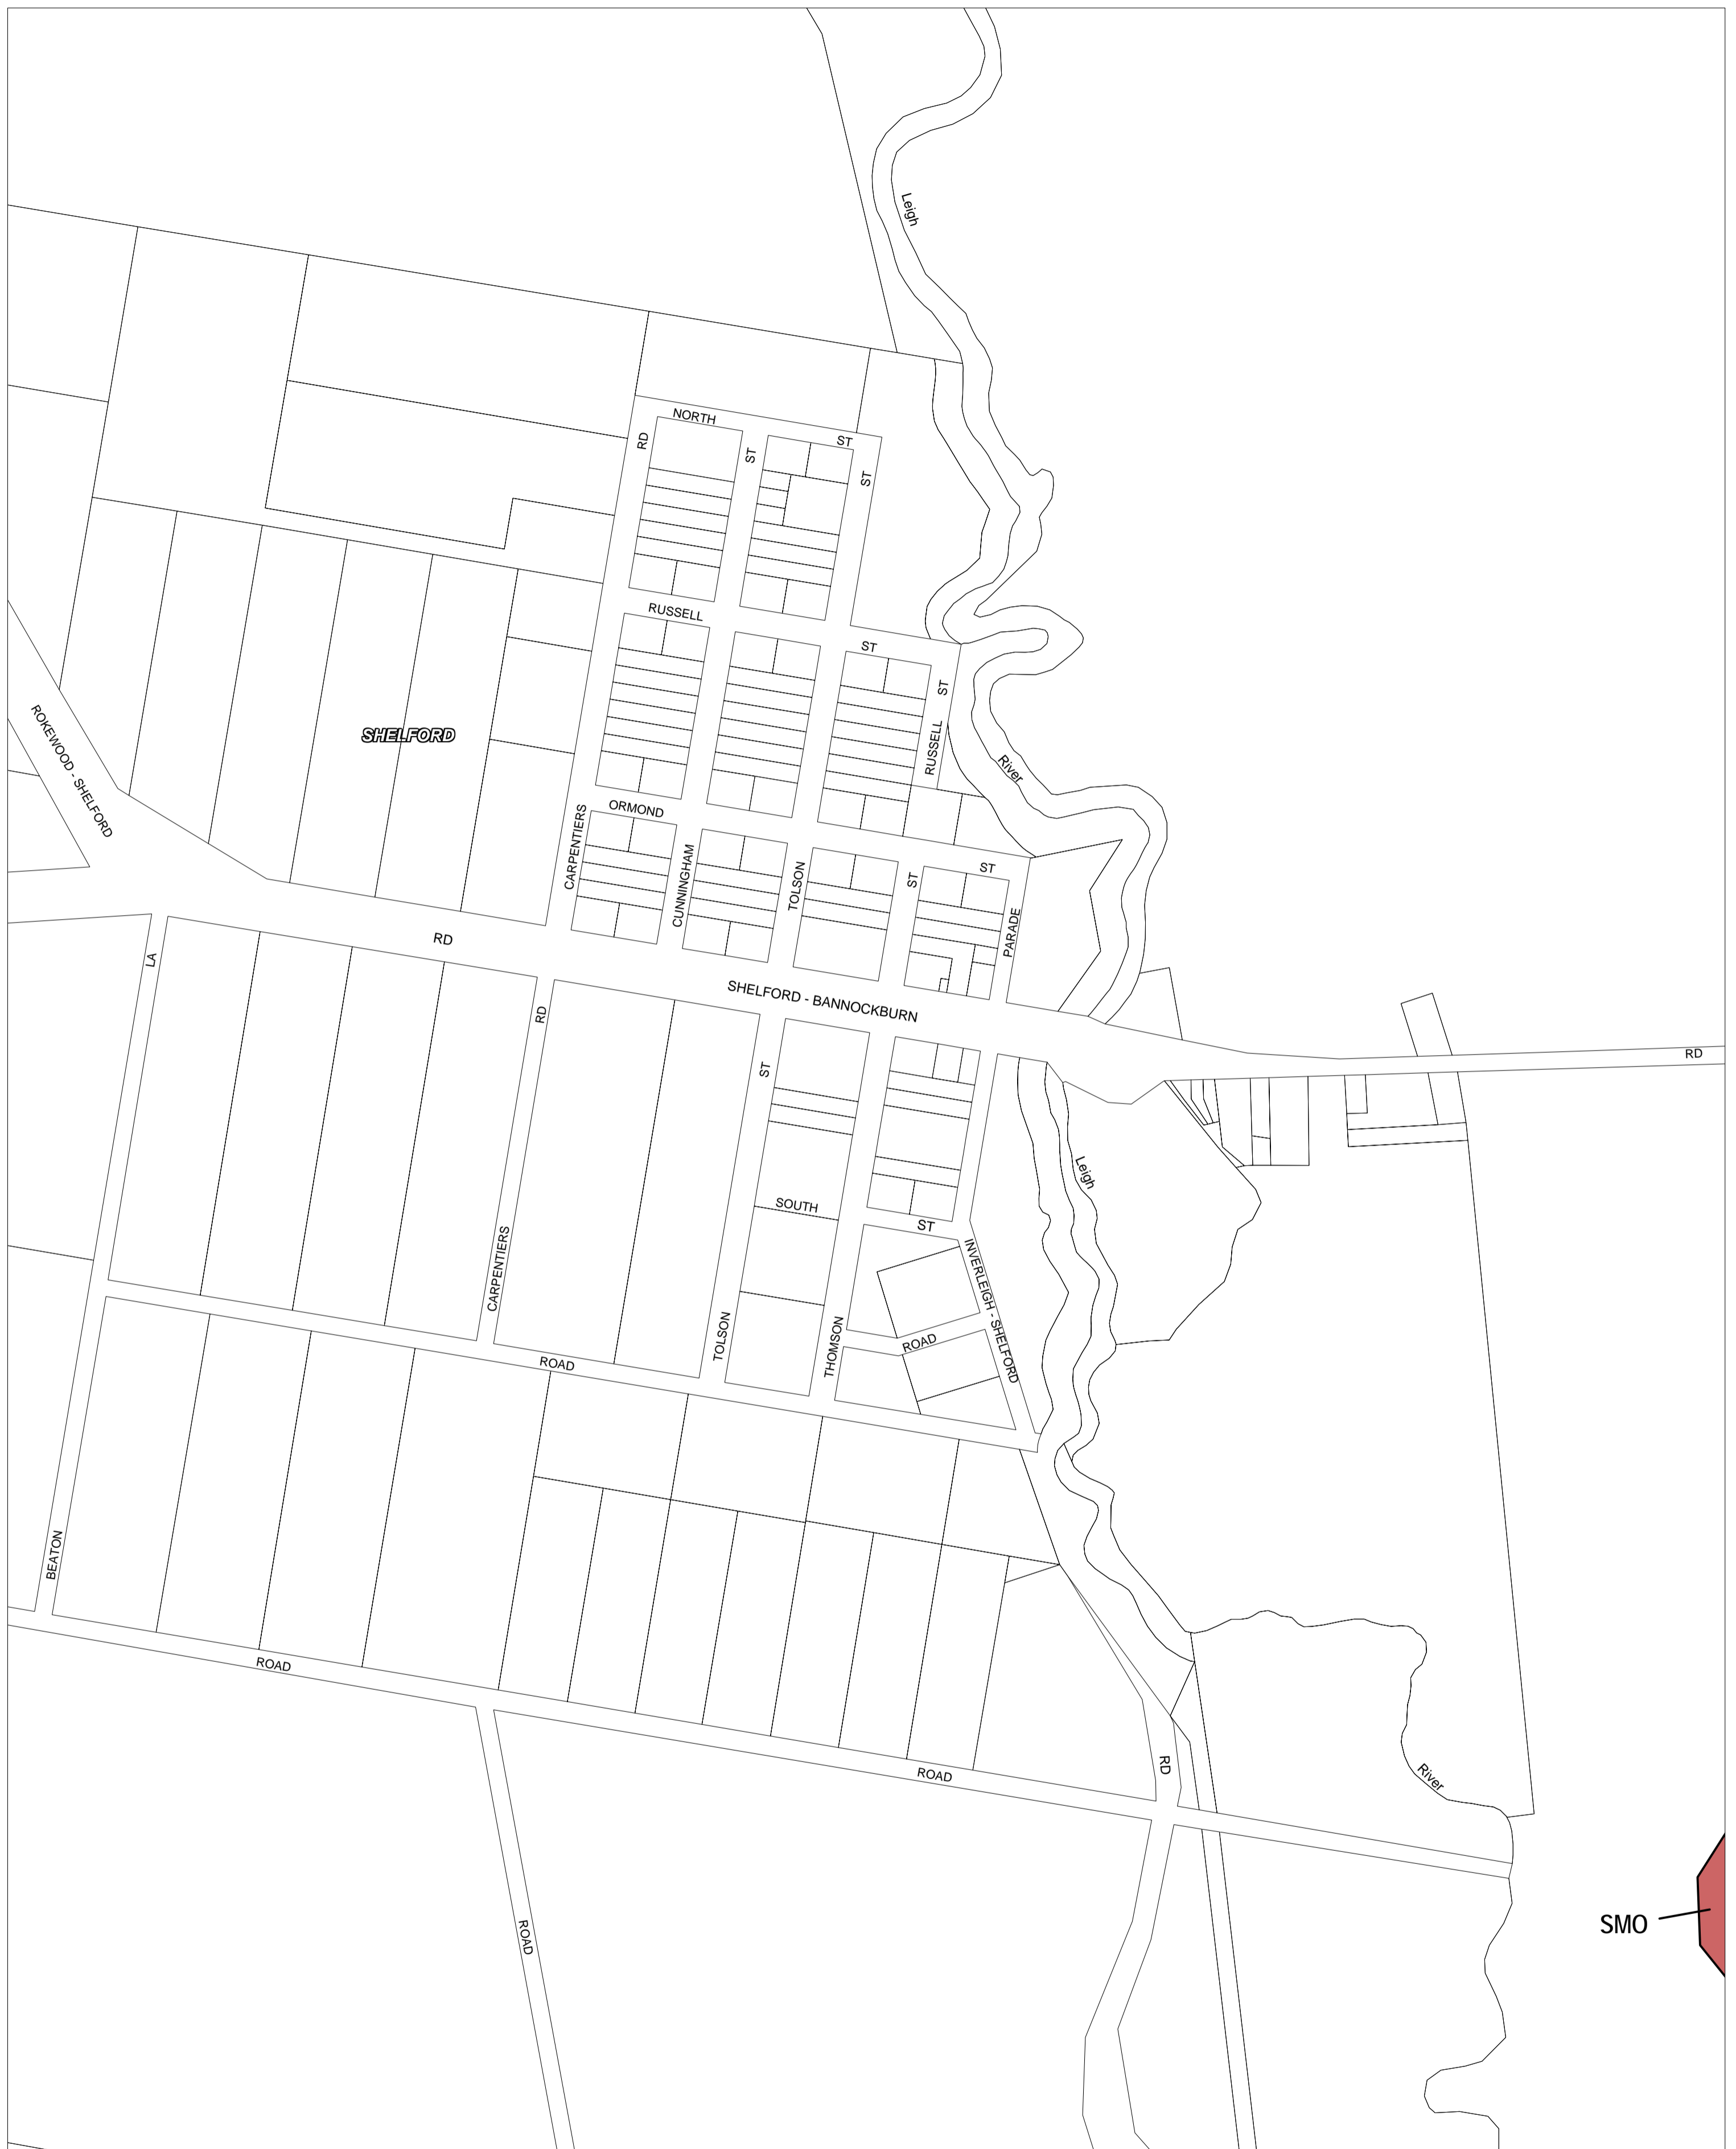 Leigh
NORTH
ST
RD
ST
ST
RUSSELL
ST
ST
RUSSELL
ROKEWOOD - SHELFORD
SHELFORD
River
ORMOND
ST
CARPENTIERS
CUNNINGHAM
TOLSON
ST
PARADE
RD
LA
SHELFORD - BANNOCKBURN
RD
RD
ST
Leigh
SOUTH
ST
CARPENTIERS
INVERLEIGH - SHELFORD
TOLSON
THOMSON
ROAD
ROAD
BEATON
ROAD
RD
ROAD
River
SMO
ROAD